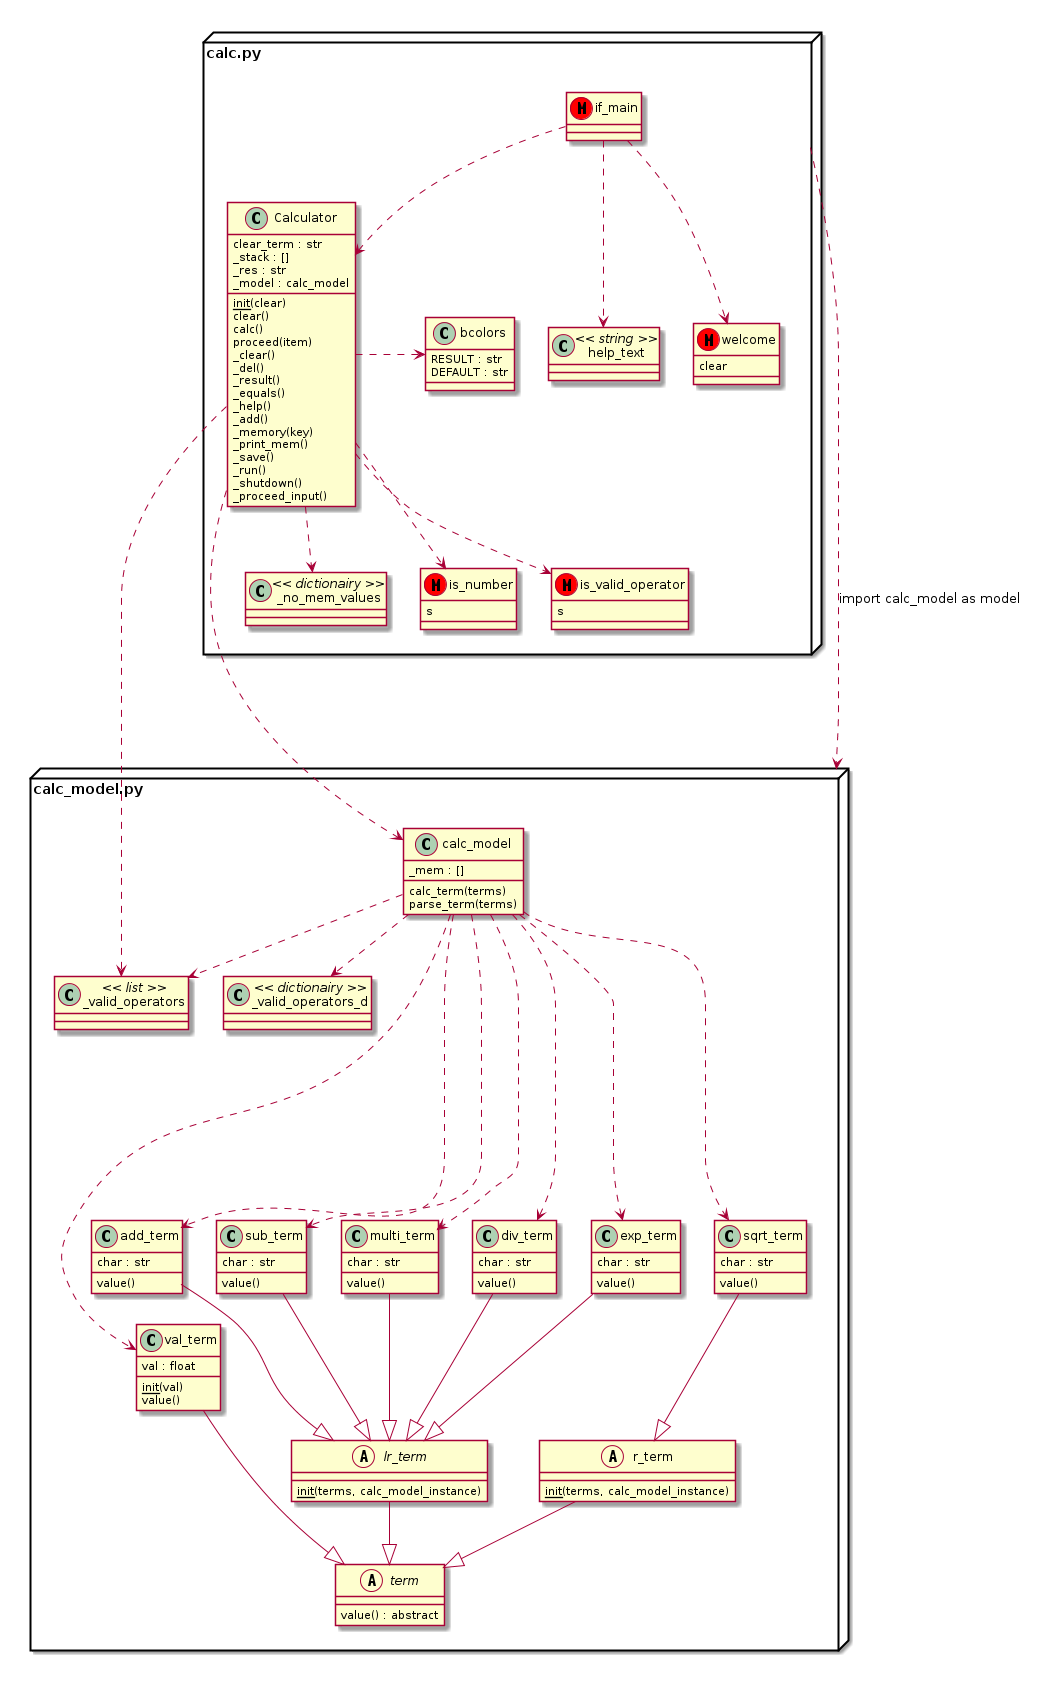 calc.py
M if_main
C Calculator
clear_term : str
_stack : []
_res : str
_model : calc_model
init(clear)
clear()
calc()
proceed(item)
_clear()
_del()
_result()
_equals()
_help()
_add()
_memory(key)
_print_mem()
_save()
_run()
_shutdown()
_proceed_input()
C bcolors
RESULT : str
DEFAULT : str
C << string >>
help_text
M welcome
clear
C << dictionairy >>
_no_mem_values
M is_number
s
M is_valid_operator
s
import calc_model as model
calc_model.py
C calc_model
_mem : []
calc_term(terms)
parse_term(terms)
C << list >>
_valid_operators
C << dictionairy >>
_valid_operators_d
C add_term
char : str
value()
C sub_term
char : str
value()
C multi_term
char : str
value()
C div_term
char : str
value()
C exp_term
char : str
value()
C sqrt_term
char : str
value()
C val_term
val : float
init(val)
value()
A lr_term
init(terms, calc_model_instance)
A r_term
init(terms, calc_model_instance)
A term
value() : abstract